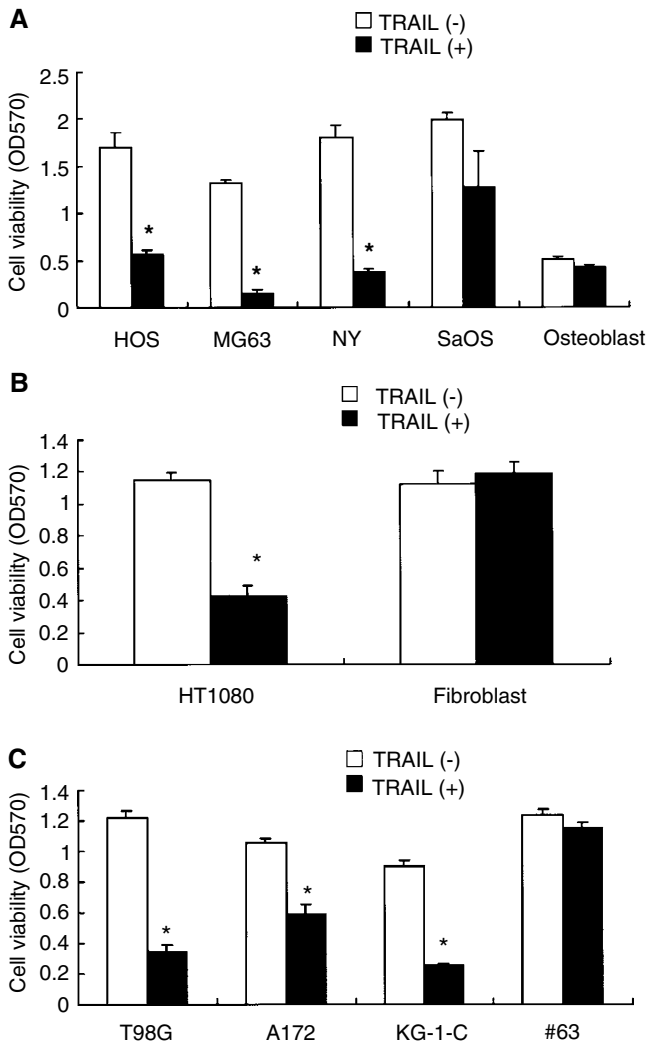 A
TRAIL (-)
TRAIL (+)
Cell viability (OD570)
2.5
2
1.5
1
0.5
0
*
*
*
HOS MG63 NY SaOS Osteoblast
B
TRAIL (-)
TRAIL (+)
Cell viability (OD570)
1.4
1.2
1
0.8
0.6
0.4
0.2
0
*
HT1080 Fibroblast
C
TRAIL (-)
TRAIL (+)
Cell viability (OD570)
1.4
1.2
1
0.8
0.6
0.4
0.2
0
*
*
*
T98G A172 KG-1-C #63